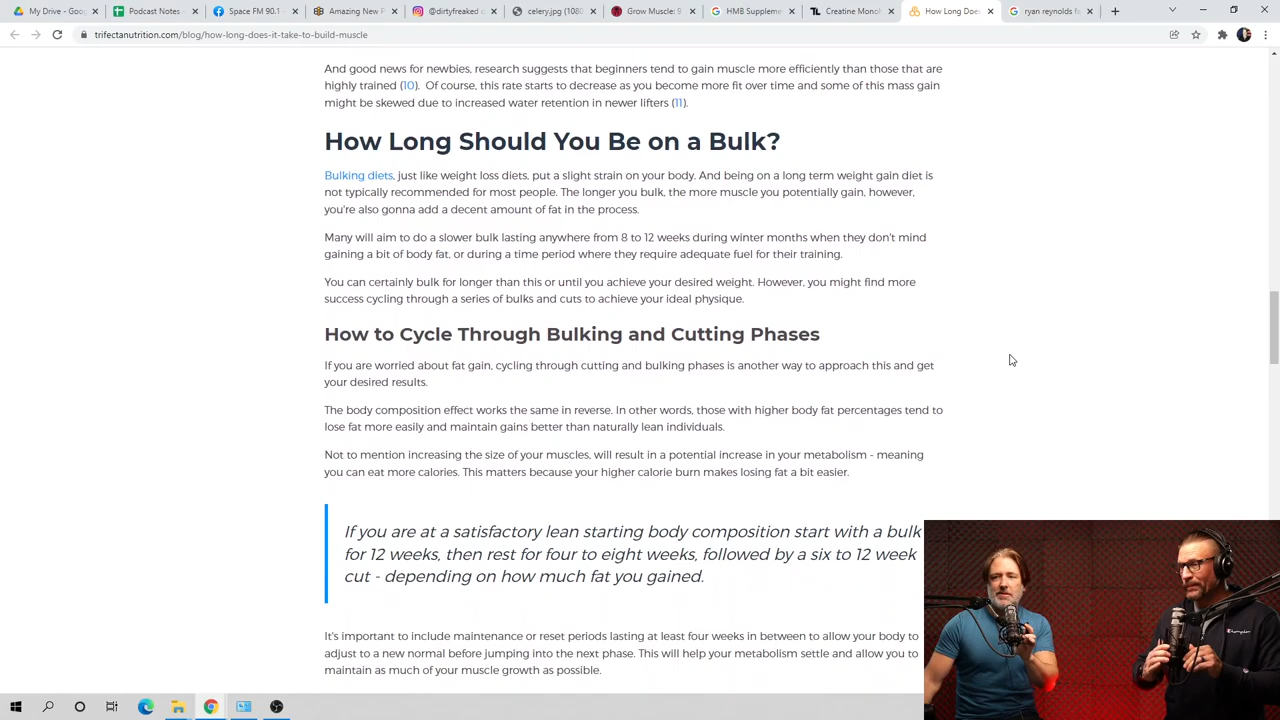 My Drive - Goog
Podcast Notes -
Space FM 90.1 -
Amazing New P
@dirtyfreaked c
celery.jpg (1080
Grow Muscle: 9
HMB Suppleme
Creatine Monoh
How Long Does
ryan reynolds fa
trifectanutrition.com/blog/how-long-does-it-take-to-build-muscle
And good news for newbies, research suggests that beginners tend to gain muscle more efficiently than those that are
highly trained (10).  Of course, this rate starts to decrease as you become more fit over time and some of this mass gain
might be skewed due to increased water retention in newer lifters (11).
How Long Should You Be on a Bulk?
Bulking diets, just like weight loss diets, put a slight strain on your body. And being on a long term weight gain diet is
not typically recommended for most people. The longer you bulk, the more muscle you potentially gain, however,
you're also gonna add a decent amount of fat in the process.
Many will aim to do a slower bulk lasting anywhere from 8 to 12 weeks during winter months when they don't mind
gaining a bit of body fat, or during a time period where they require adequate fuel for their training.
You can certainly bulk for longer than this or until you achieve your desired weight. However, you might find more
success cycling through a series of bulks and cuts to achieve your ideal physique.
How to Cycle Through Bulking and Cutting Phases
If you are worried about fat gain, cycling through cutting and bulking phases is another way to approach this and get
your desired results.
The body composition effect works the same in reverse. In other words, those with higher body fat percentages tend to
lose fat more easily and maintain gains better than naturally lean individuals.
Not to mention increasing the size of your muscles, will result in a potential increase in your metabolism - meaning
you can eat more calories. This matters because your higher calorie burn makes losing fat a bit easier.
If you are at a satisfactory lean starting body composition start with a bulk
for 12 weeks, then rest for four to eight weeks, followed by a six to 12 week
cut - depending on how much fat you gained.
It's important to include maintenance or reset periods lasting at least four weeks in between to allow your body to
adjust to a new normal before jumping into the next phase. This will help your metabolism settle and allow you to
maintain as much of your muscle growth as possible.
Champion